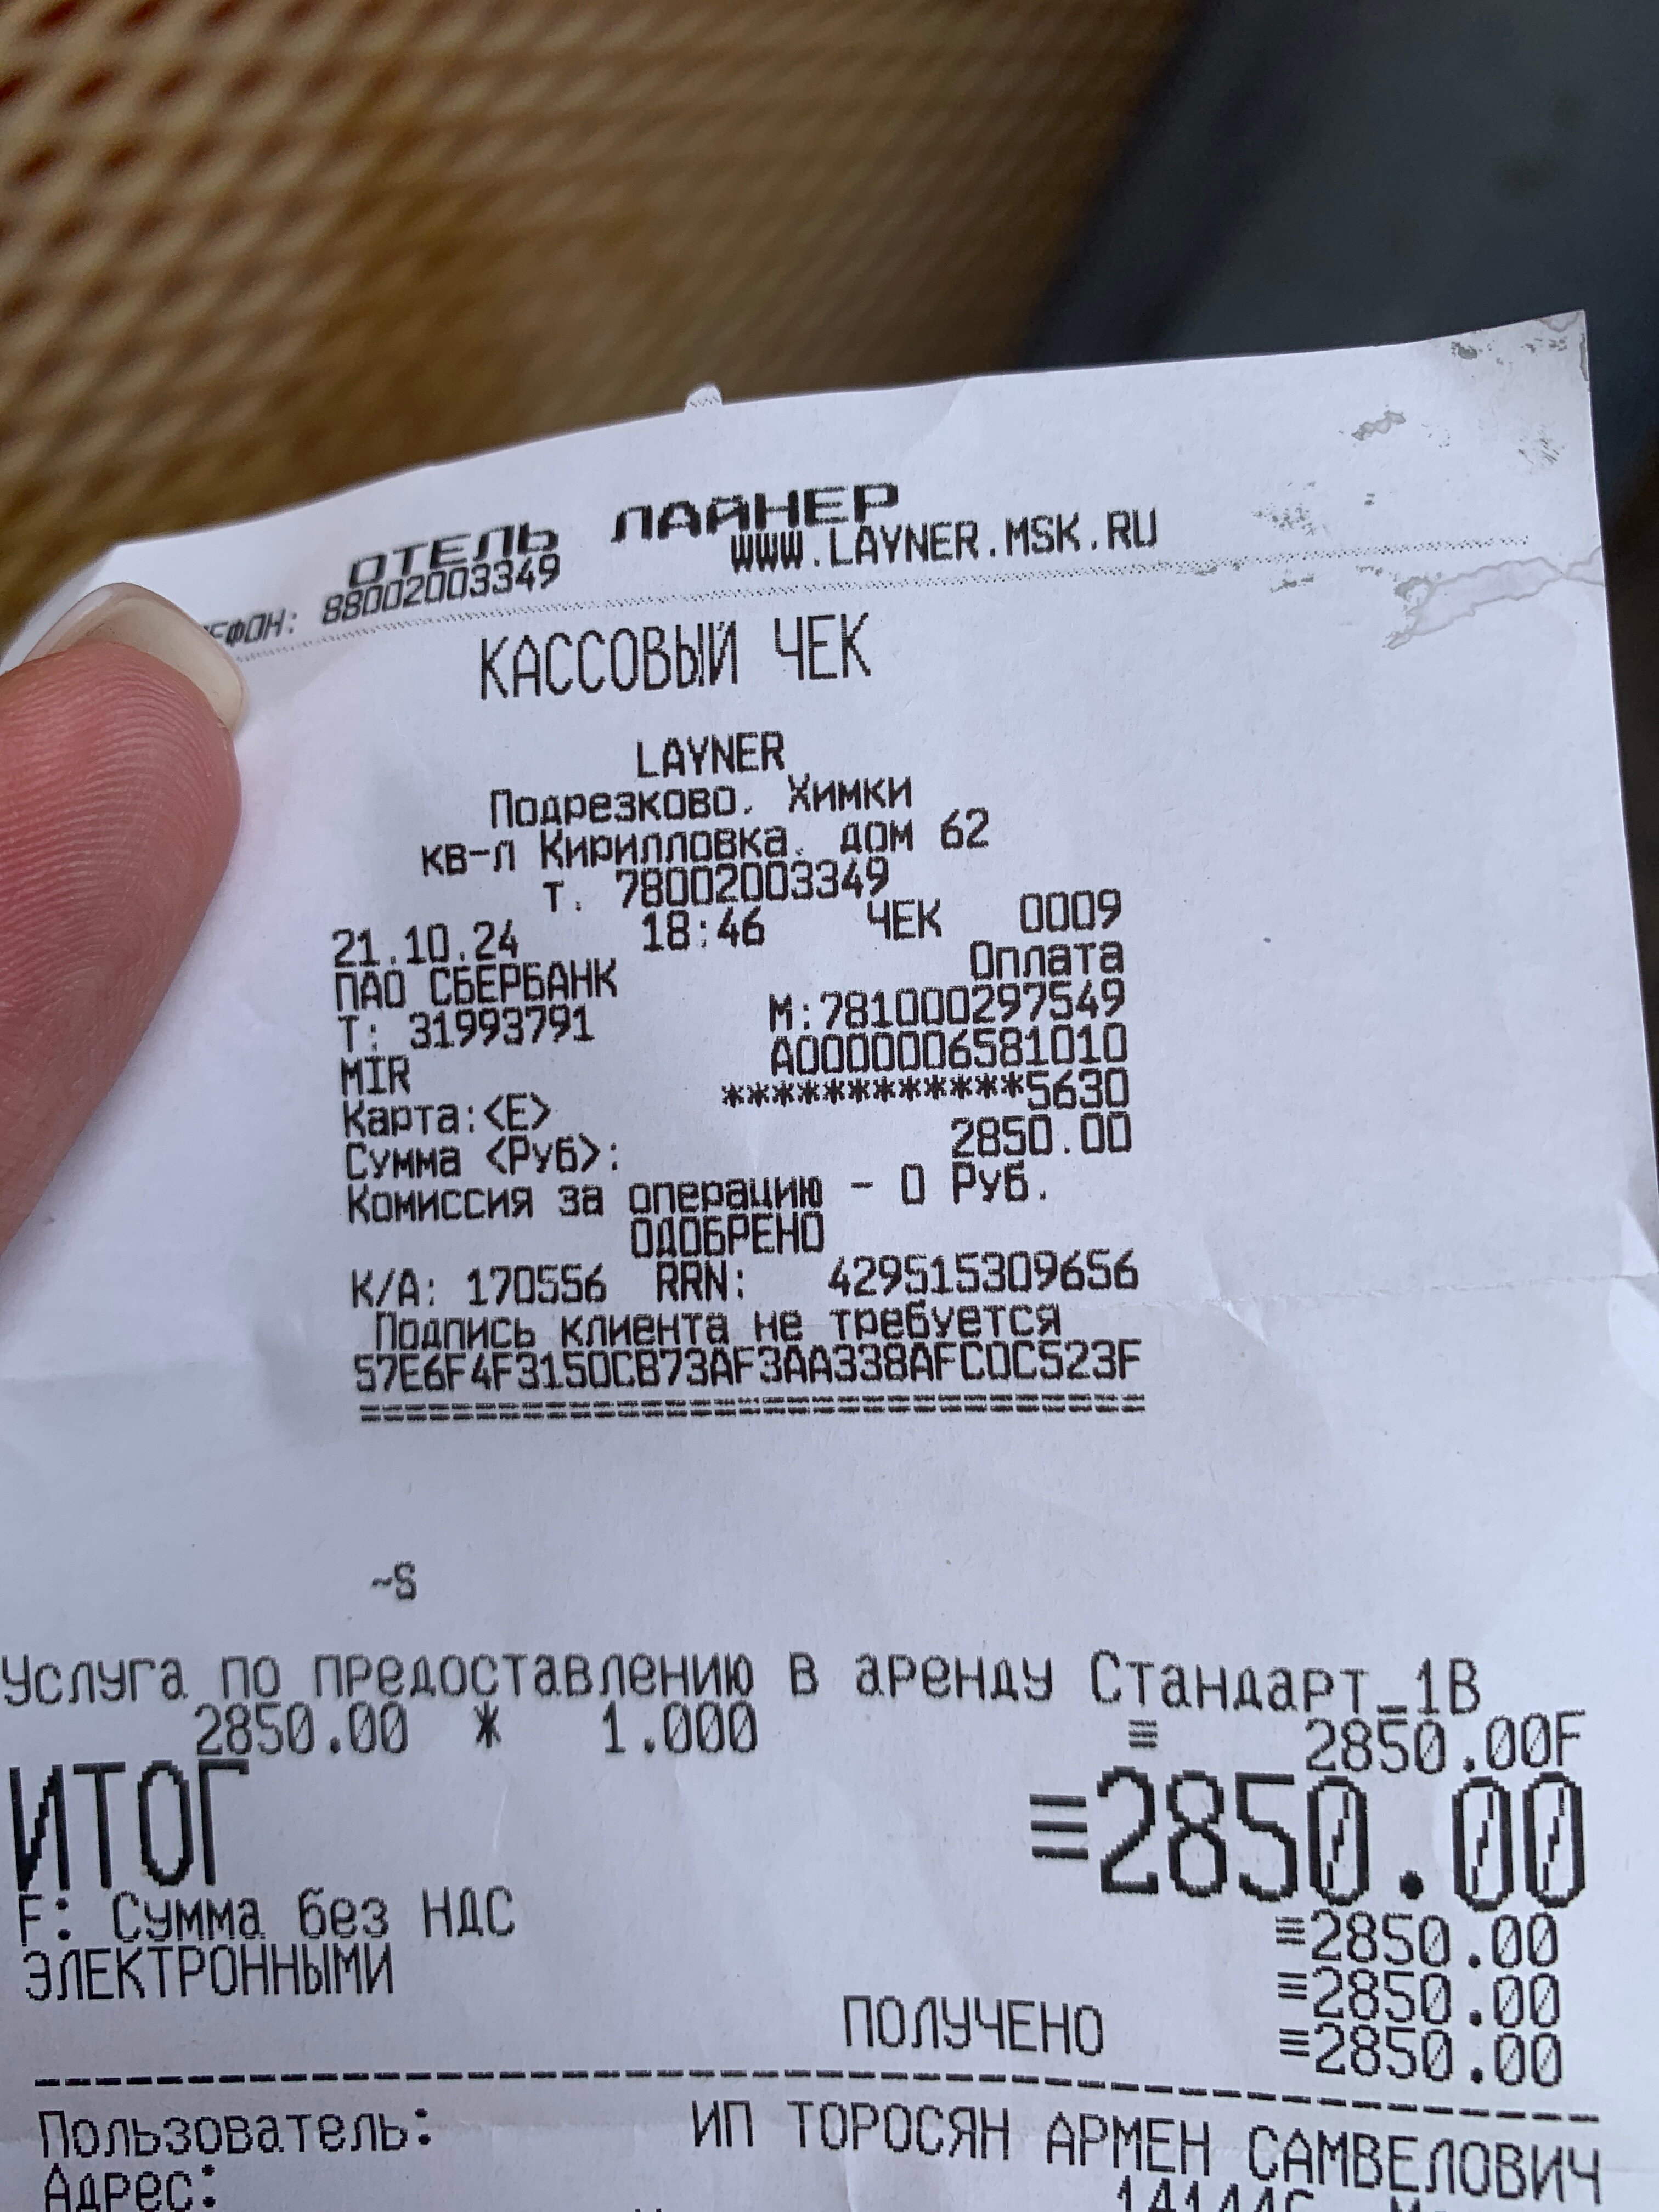 ОТЕЛЬ ЛАЙНЕР
ЕФОН: 88002003349 WWW.LAYNER.MSK.RU
КАССОВЫЙ ЧЕК
LAYNER
Подрезково, Химки
кв-л Кирилловка, дом 62
т. 78002003349
21.10.24 18:46 ЧЕК 0009
ПАО СБЕРБАНК Оплата
Т: 31993791 М:781000297549
MIR A0000006581010
Карта:<E> ************5630
Сумма <Руб>: 2850.00
Комиссия за операцию - 0 Руб.
ОДОБРЕНО
К/А: 170556 RRN: 429515309656
Подпись клиента не требуется
57E6F4F3150CB73AF3AA338AFC0C523F
==================================
~S
Услуга по предоставлению в аренду Стандарт_1В
2850.00 * 1.000 ≡ 2850.00F
ИТОГ ≡2850.00
F: Сумма без НДС ≡2850.00
ЭЛЕКТРОННЫМИ ≡2850.00
ПОЛУЧЕНО ≡2850.00
Пользователь: ИП ТОРОСЯН АРМЕН САМВЕЛОВИЧ
Адрес: